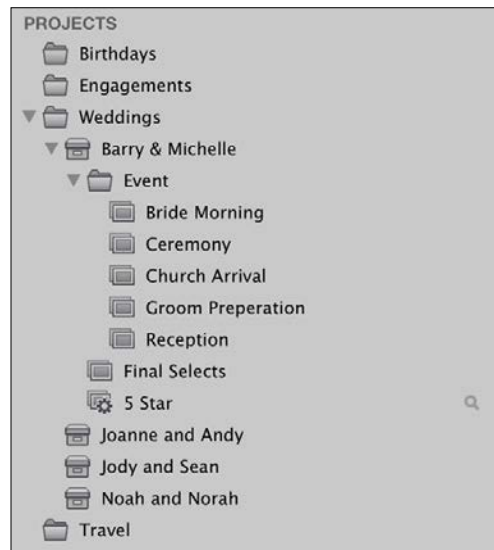 PROJECTS
Birthdays
Engagements
Weddings
Barry & Michelle
Event
Bride Morning
Ceremony
Church Arrival
Groom Preperation
Reception
Final Selects
5 Star
Joanne and Andy
Jody and Sean
Noah and Norah
Travel